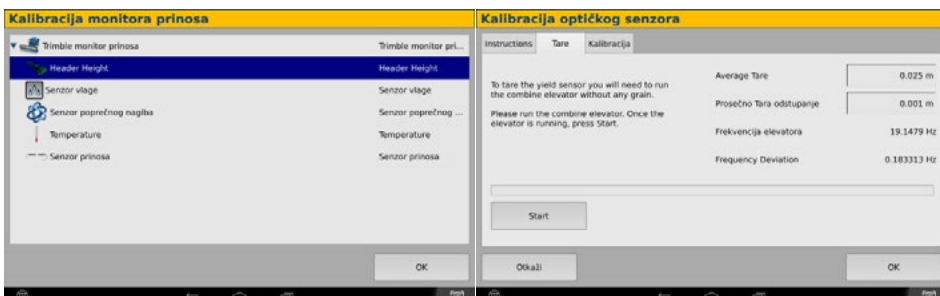 Kalibracija monitora prinosa
Trimble monitor prinosa Trimble monitor pri...
Header Height Header Height
Senzor vlage Senzor vlage
Senzor poprečnog nagiba Senzor poprečnog ...
Temperature Temperature
Senzor prinosa Senzor prinosa
OK
Kalibracija optičkog senzora
Instructions Tare Kalibracija
To tare the yield sensor you will need to run
the combine elevator without any grain.
Please run the combine elevator. Once the
elevator is running, press Start.
Average Tare 0.025 m
Prosečno Tara odstupanje 0.001 m
Frekvencija elevatora 19.1479 Hz
Frequency Deviation 0.183313 Hz
Start
Otkaži OK